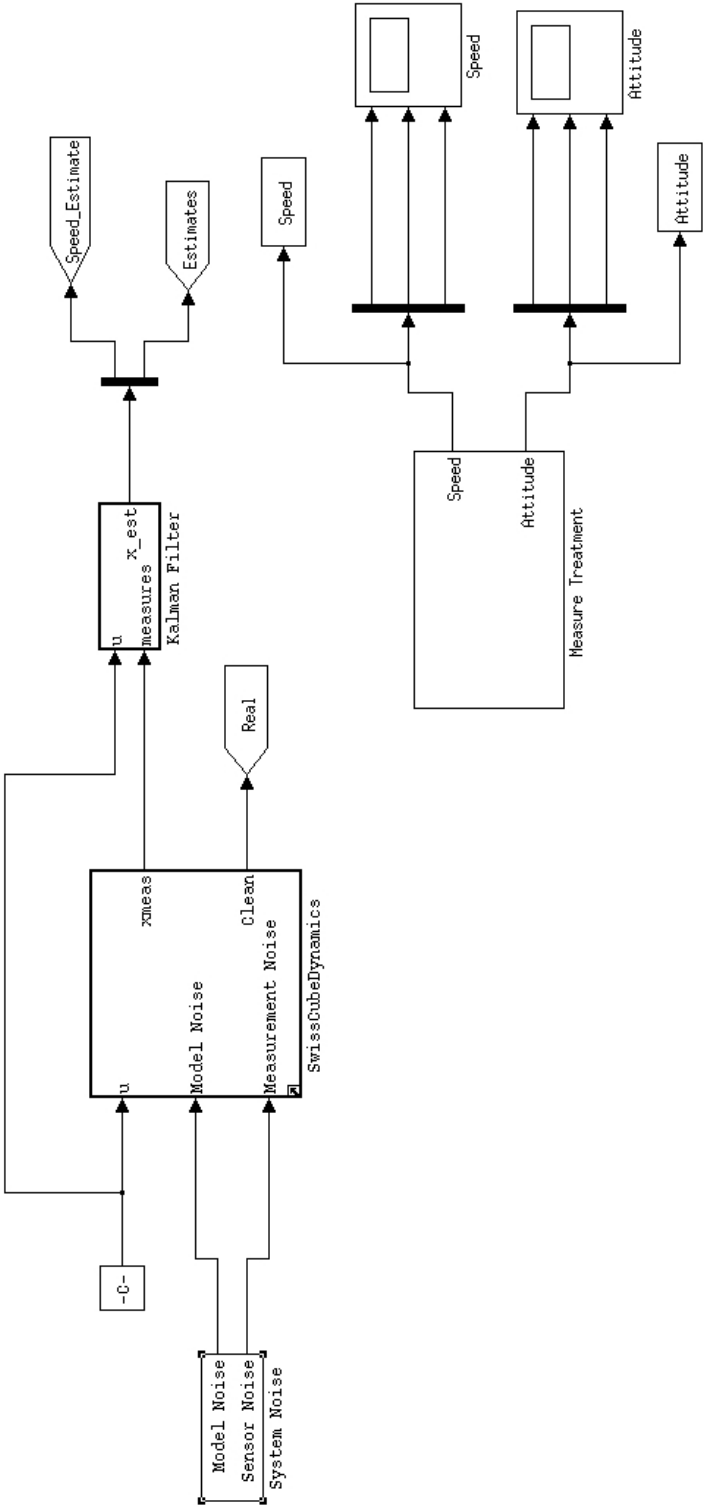 -C-
Model Noise
Sensor Noise
System Noise
u
Model Noise
Measurement Noise
xmeas
Clean
SwissCubeDynamics
Real
u
measures
x_est
Kalman Filter
Speed_Estimate
Estimates
Speed
Attitude
Measure Treatment
Speed
Speed
Attitude
Attitude